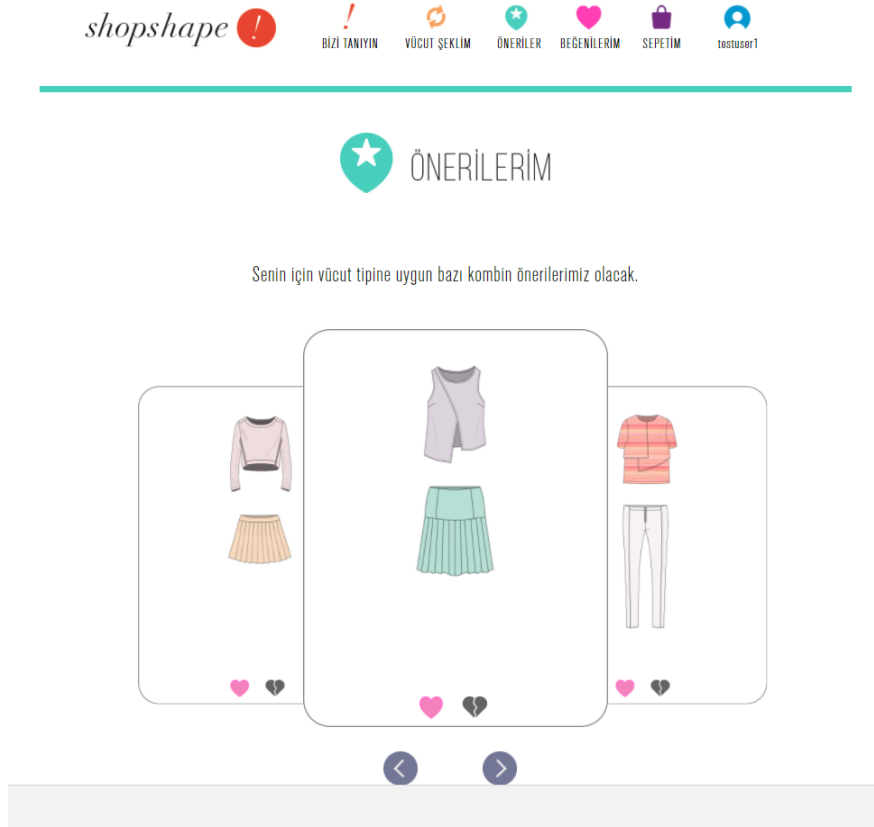 shopshape !
BİZİ TANIYIN VÜCUT ŞEKLİM ÖNERİLER BEĞENİLERİM SEPETİM testuser1
ÖNERİLERİM
Senin için vücut tipine uygun bazı kombin önerilerimiz olacak.